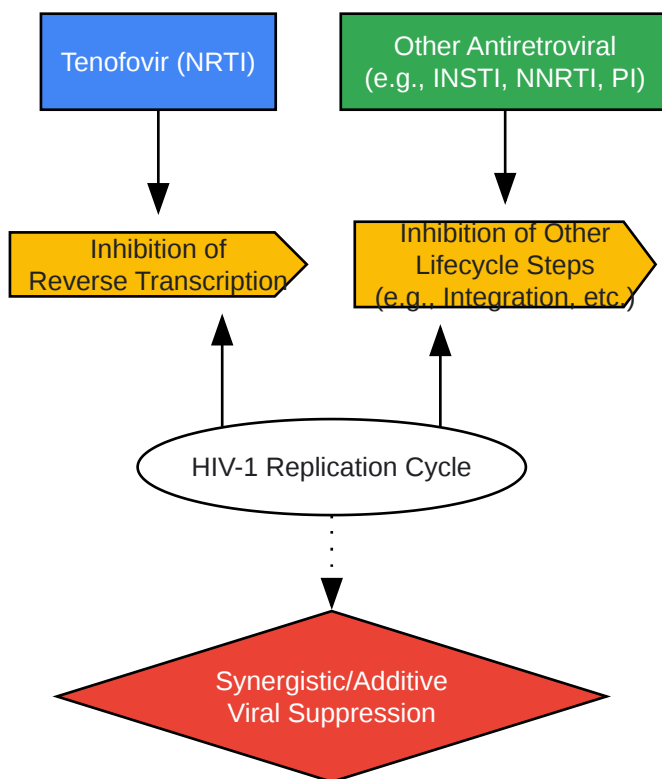 Tenofovir (NRTI)
Other Antiretroviral
(e.g., INSTI, NNRTI, PI)
Inhibition of
Reverse Transcription
Inhibition of Other
Lifecycle Steps
(e.g., Integration, etc.)
HIV-1 Replication Cycle
Synergistic/Additive
Viral Suppression